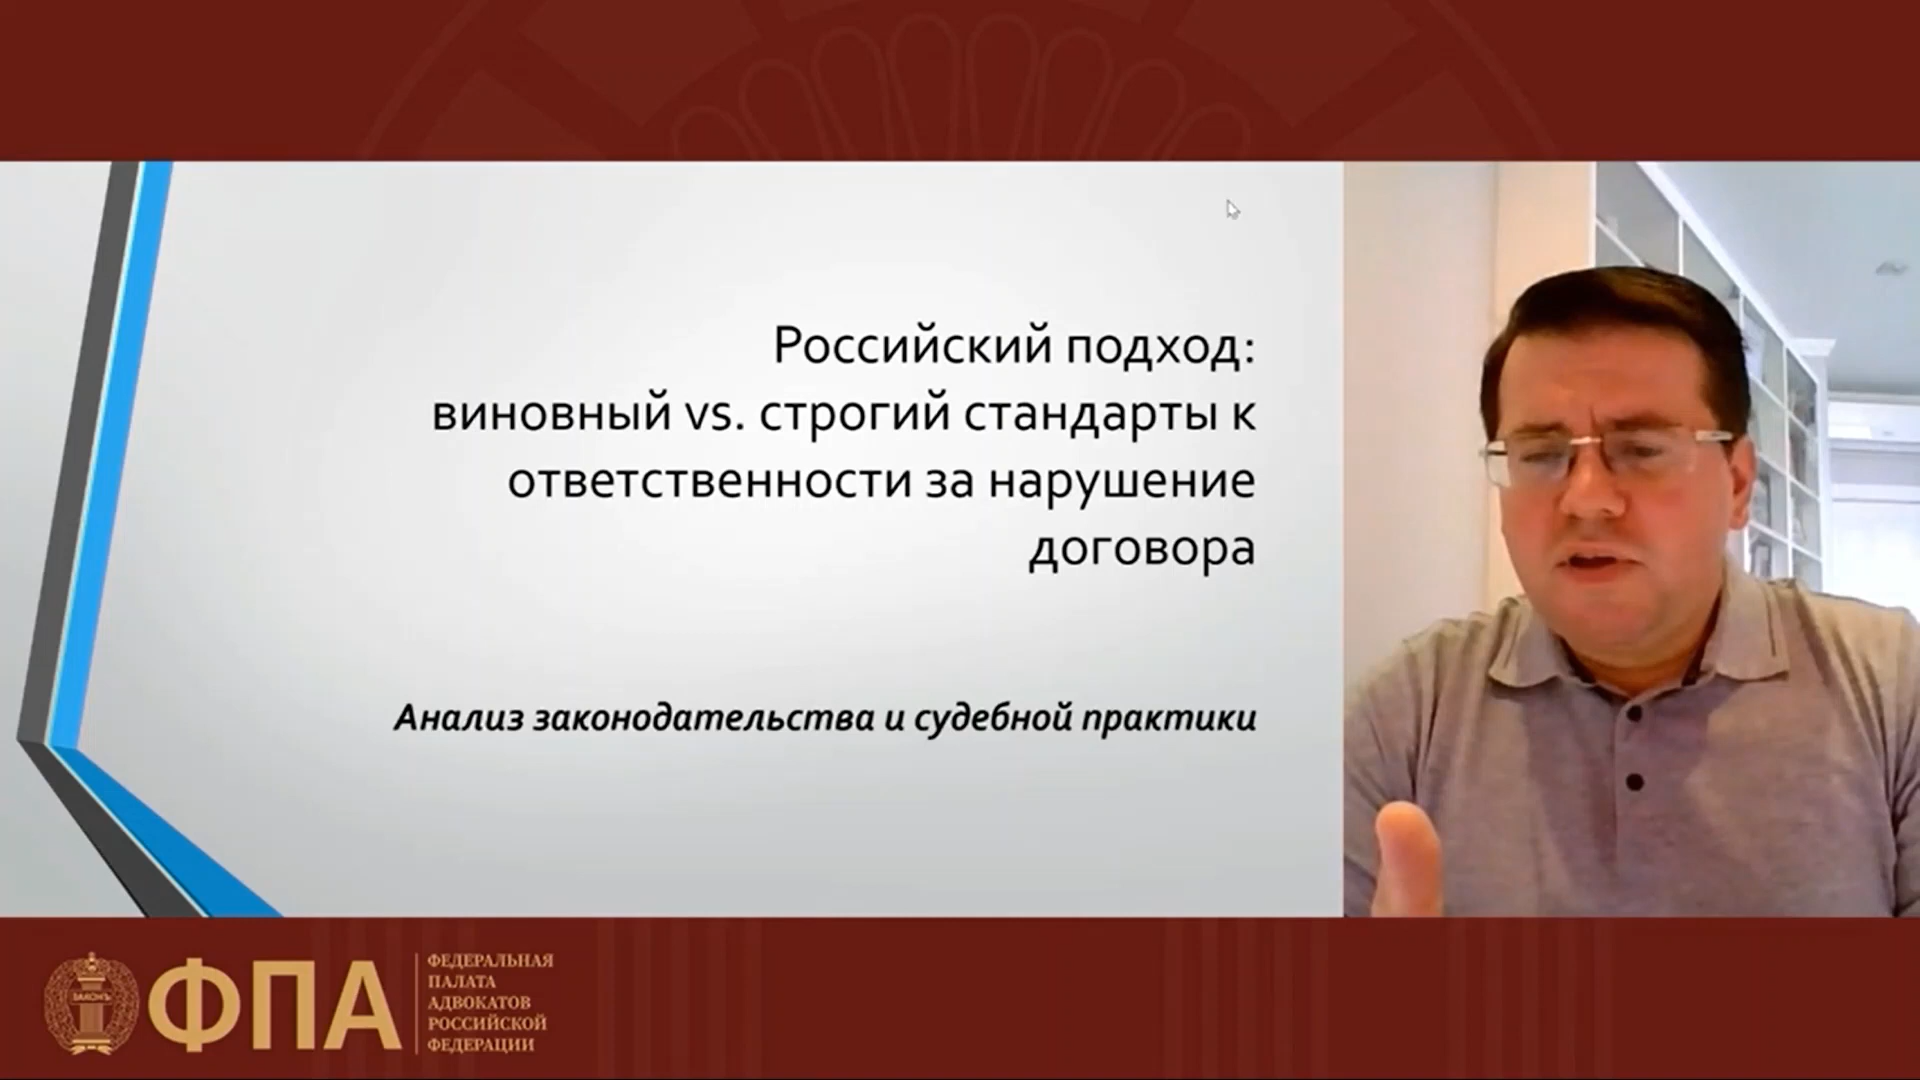 Российский подход:
виновный vs. строгий стандарты к
ответственности за нарушение
договора
Анализ законодательства и судебной практики
ЗАКОНЪ
ФПА
ФЕДЕРАЛЬНАЯ
ПАЛАТА
АДВОКАТОВ
РОССИЙСКОЙ
ФЕДЕРАЦИИ